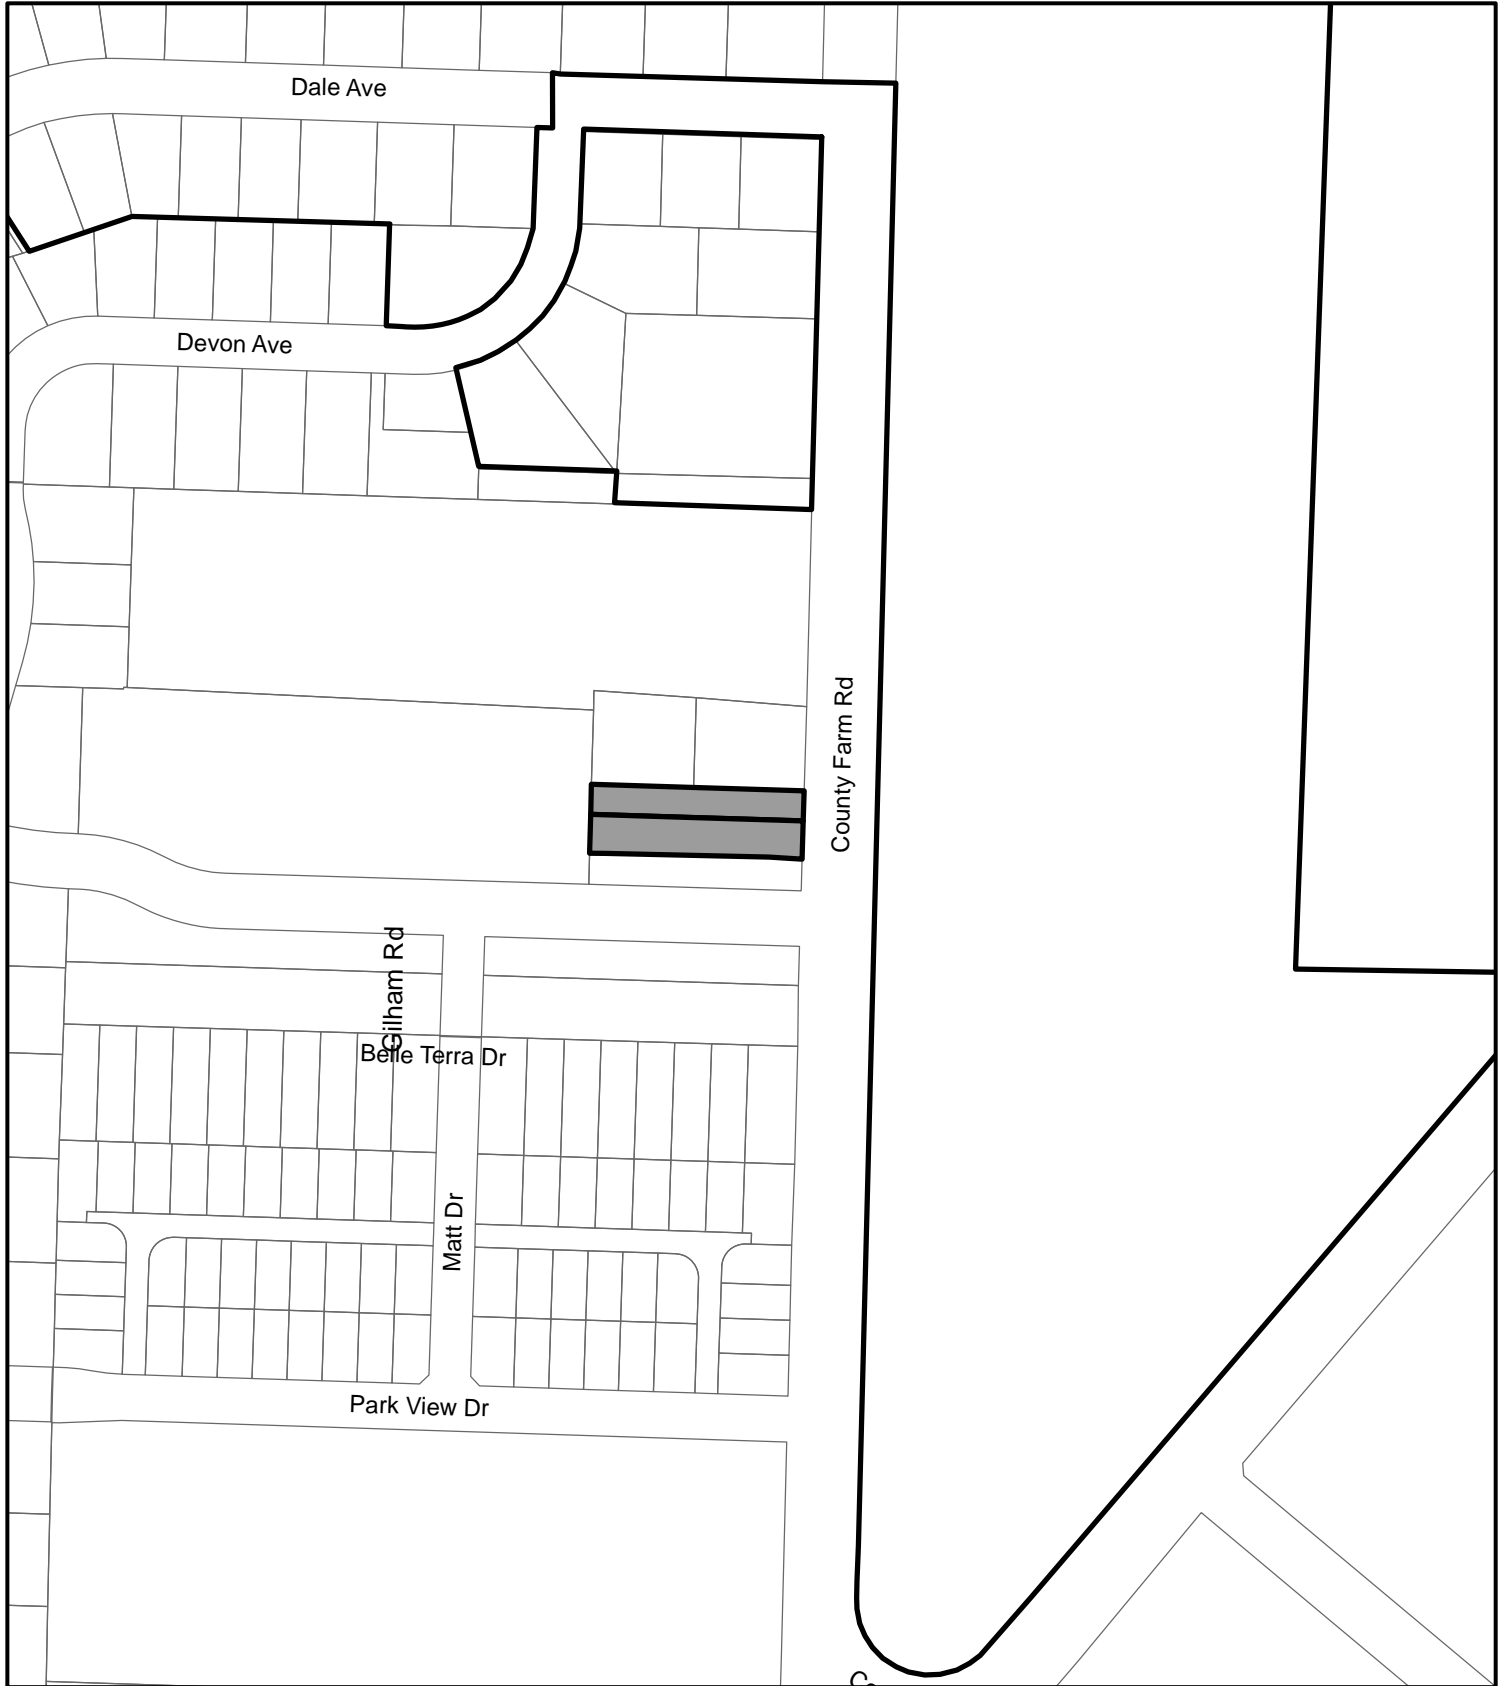 Dale Ave
Devon Ave
County Farm Rd
Gilham Rd
Belle Terra Dr
Matt Dr
Park View Dr